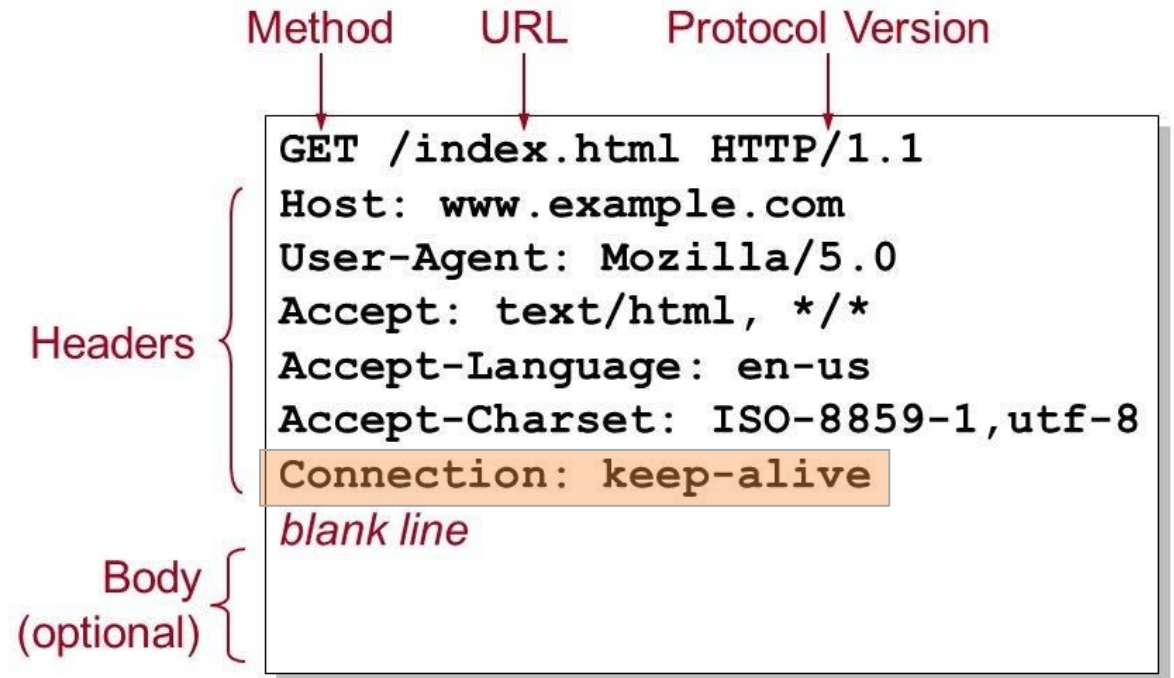 Method URL Protocol Version
GET /index.html HTTP/1.1
Host: www.example.com
User-Agent: Mozilla/5.0
Accept: text/html, */*
Headers
Accept-Language: en-us
Accept-Charset: ISO-8859-1,utf-8
Connection: keep-alive
blank line
Body
(optional)